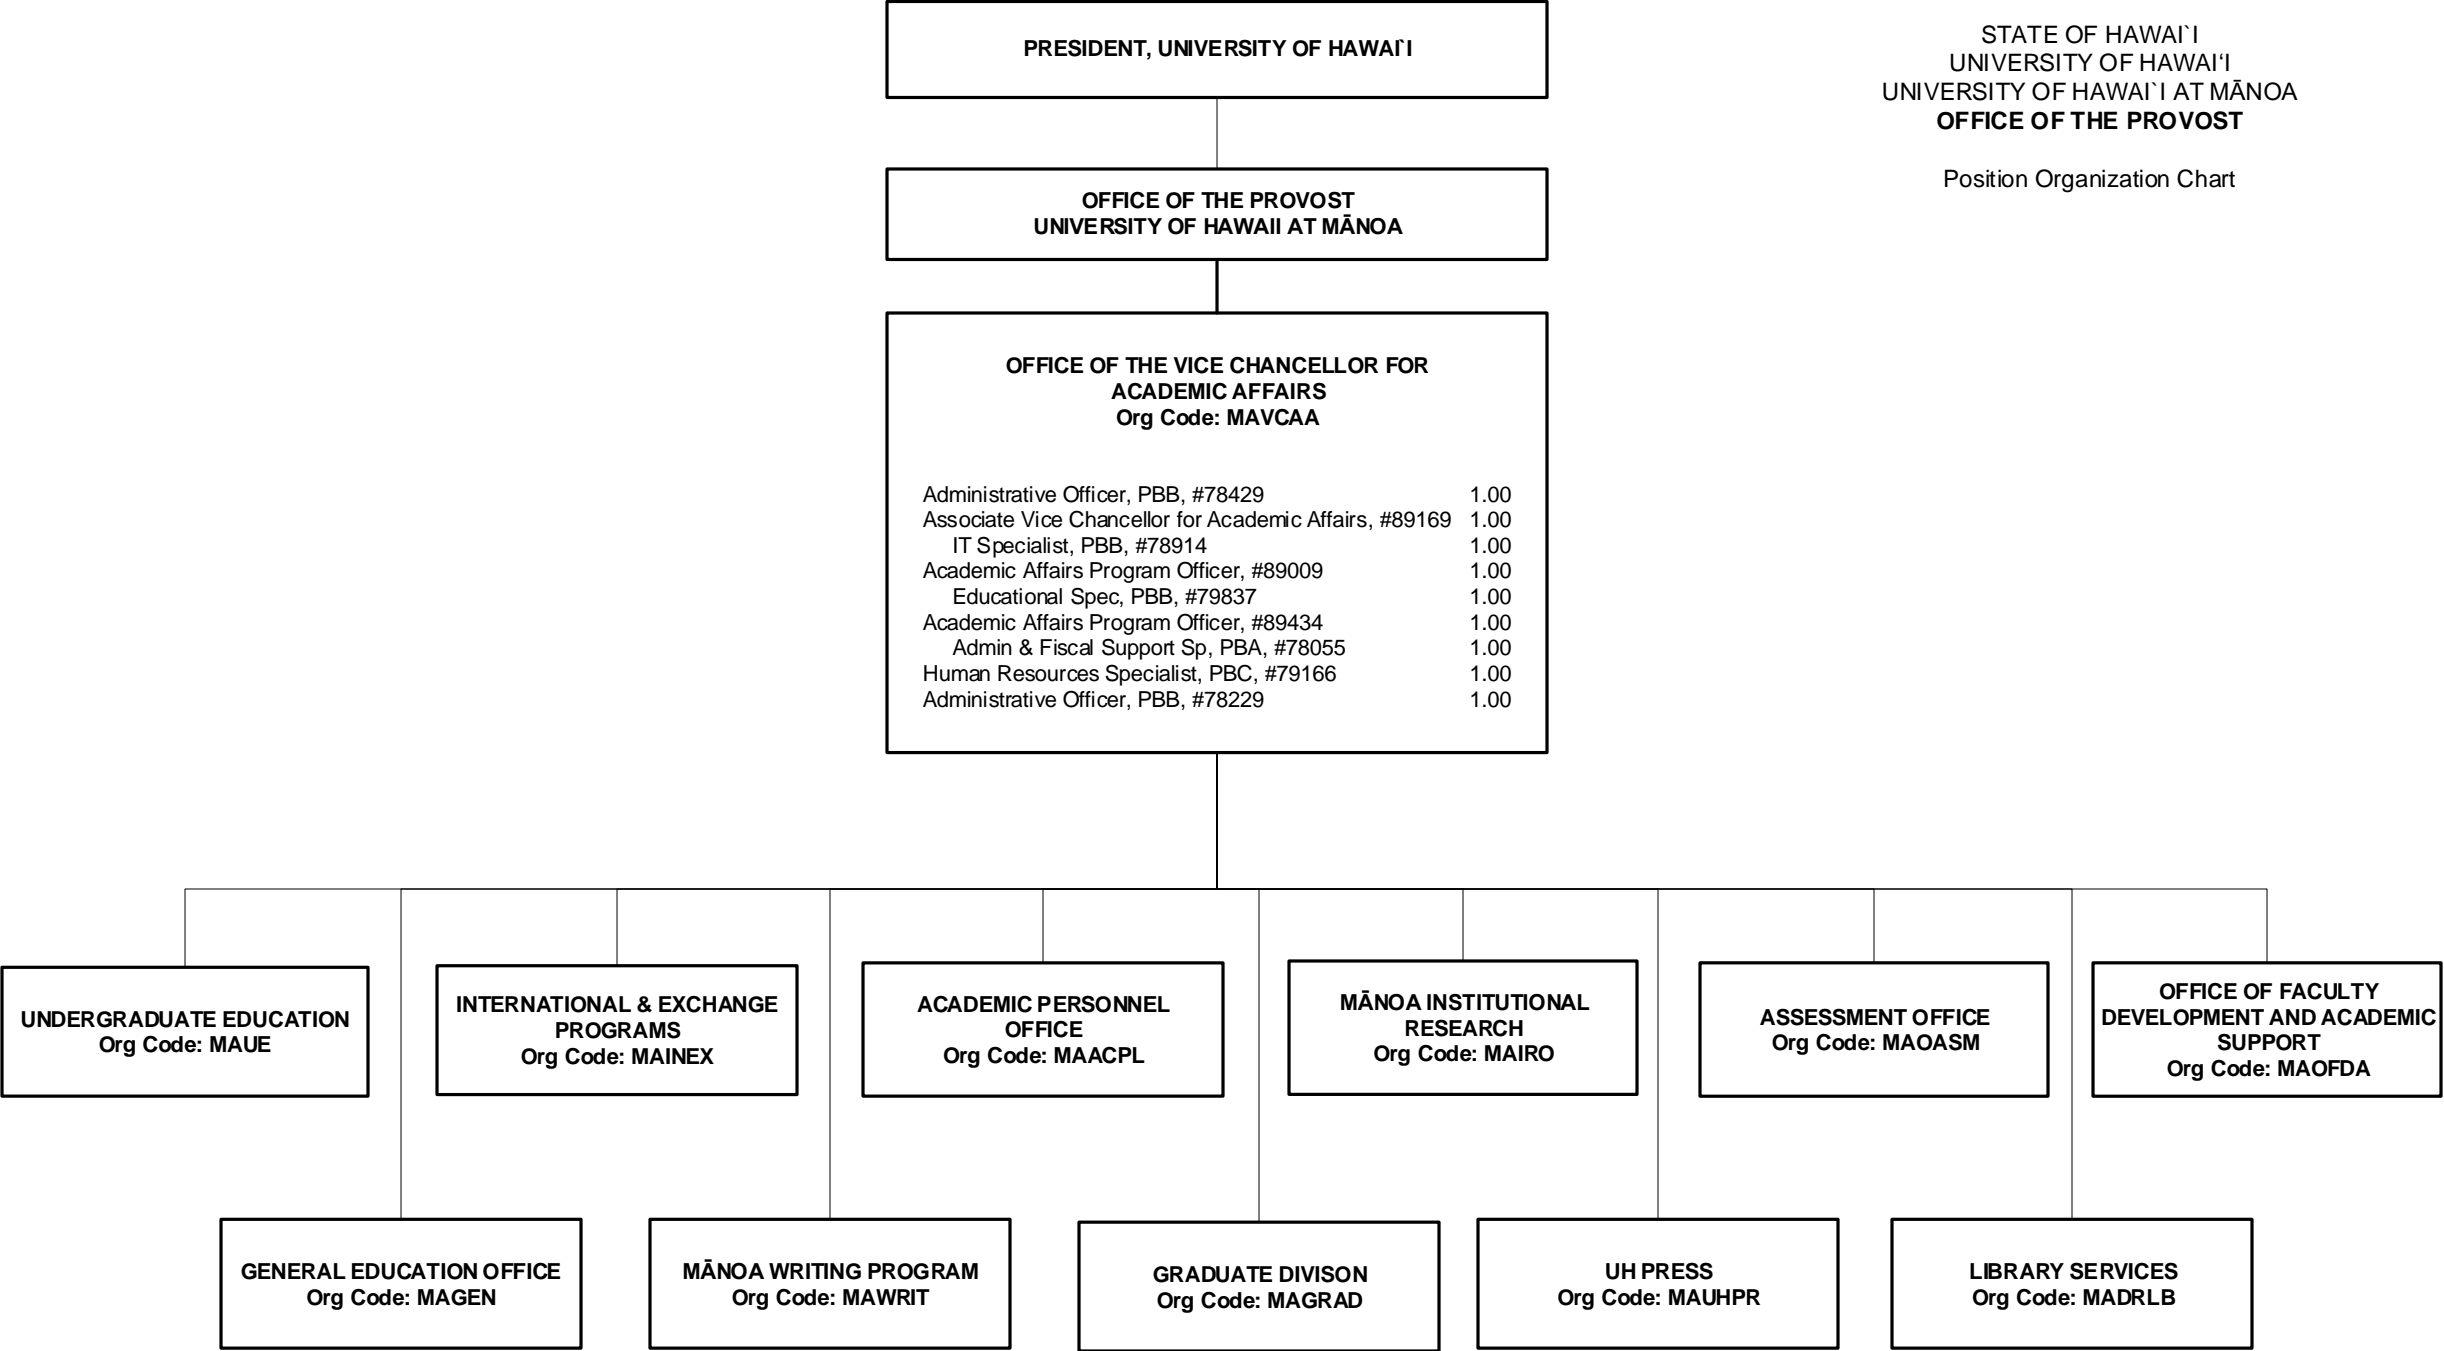 PRESIDENT, UNIVERSITY OF HAWAI`I
STATE OF HAWAI`I
UNIVERSITY OF HAWAI‘I
UNIVERSITY OF HAWAI`I AT MĀNOA
OFFICE OF THE PROVOST
Position Organization Chart
OFFICE OF THE PROVOST
UNIVERSITY OF HAWAII AT MĀNOA
OFFICE OF THE VICE CHANCELLOR FOR
ACADEMIC AFFAIRS
Org Code: MAVCAA
Administrative Officer, PBB, #78429 1.00
Associate Vice Chancellor for Academic Affairs, #89169 1.00
IT Specialist, PBB, #78914 1.00
Academic Affairs Program Officer, #89009 1.00
Educational Spec, PBB, #79837 1.00
Academic Affairs Program Officer, #89434 1.00
Admin & Fiscal Support Sp, PBA, #78055 1.00
Human Resources Specialist, PBC, #79166 1.00
Administrative Officer, PBB, #78229 1.00
UNDERGRADUATE EDUCATION
Org Code: MAUE
INTERNATIONAL & EXCHANGE
PROGRAMS
Org Code: MAINEX
ACADEMIC PERSONNEL
OFFICE
Org Code: MAACPL
MĀNOA INSTITUTIONAL
RESEARCH
Org Code: MAIRO
ASSESSMENT OFFICE
Org Code: MAOASM
OFFICE OF FACULTY
DEVELOPMENT AND ACADEMIC
SUPPORT
Org Code: MAOFDA
GENERAL EDUCATION OFFICE
Org Code: MAGEN
MĀNOA WRITING PROGRAM
Org Code: MAWRIT
GRADUATE DIVISON
Org Code: MAGRAD
UH PRESS
Org Code: MAUHPR
LIBRARY SERVICES
Org Code: MADRLB